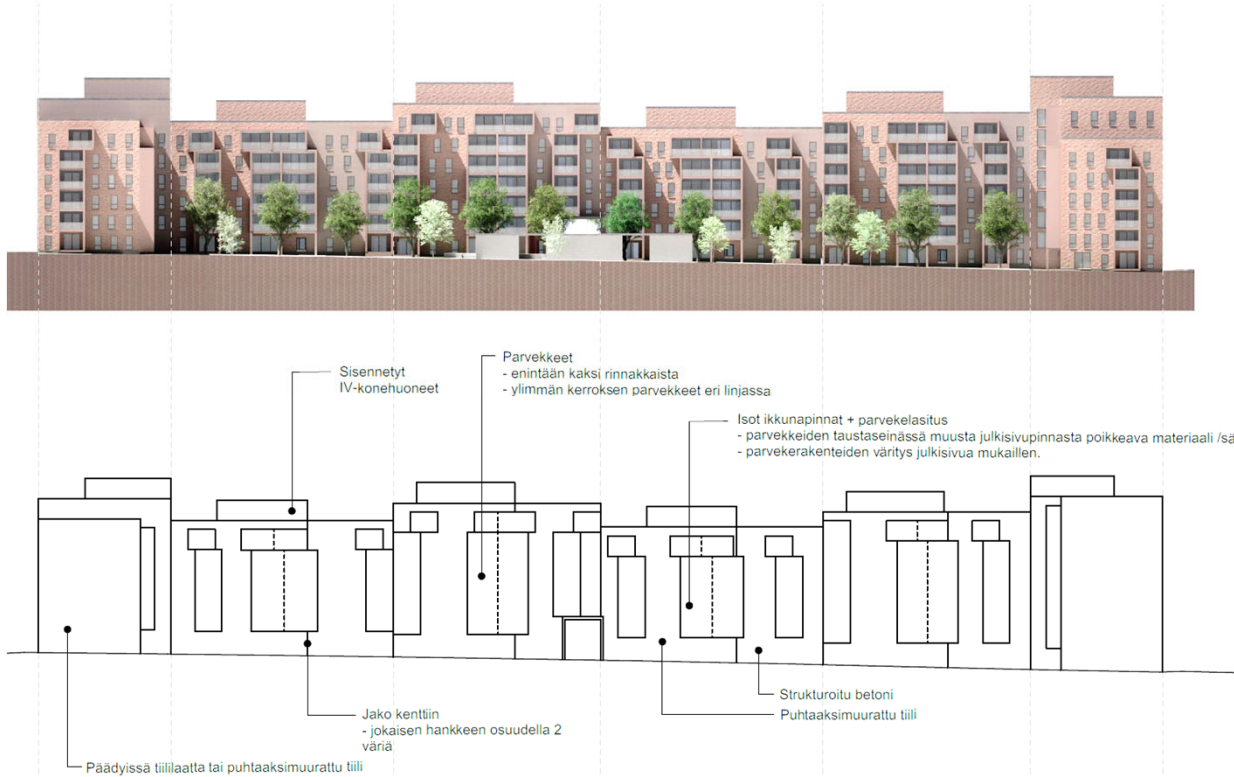 Sisennetyt
IV-konehuoneet
Parvekkeet
- enintään kaksi rinnakkaista
- ylimmän kerroksen parvekkeet eri linjassa
Isot ikkunapinnat + parvekelasitus
- parvekkeiden taustaseinässä muusta julkisivupinnasta poikkeava materiaali /sä
- parvekerakenteiden väritys julkisivua mukaillen.
Strukturoitu betoni
Puhtaaksimuurattu tiili
Jako kenttiin
- jokaisen hankkeen osuudella 2
väriä
Päädyissä tiililaatta tai puhtaaksimuurattu tiili